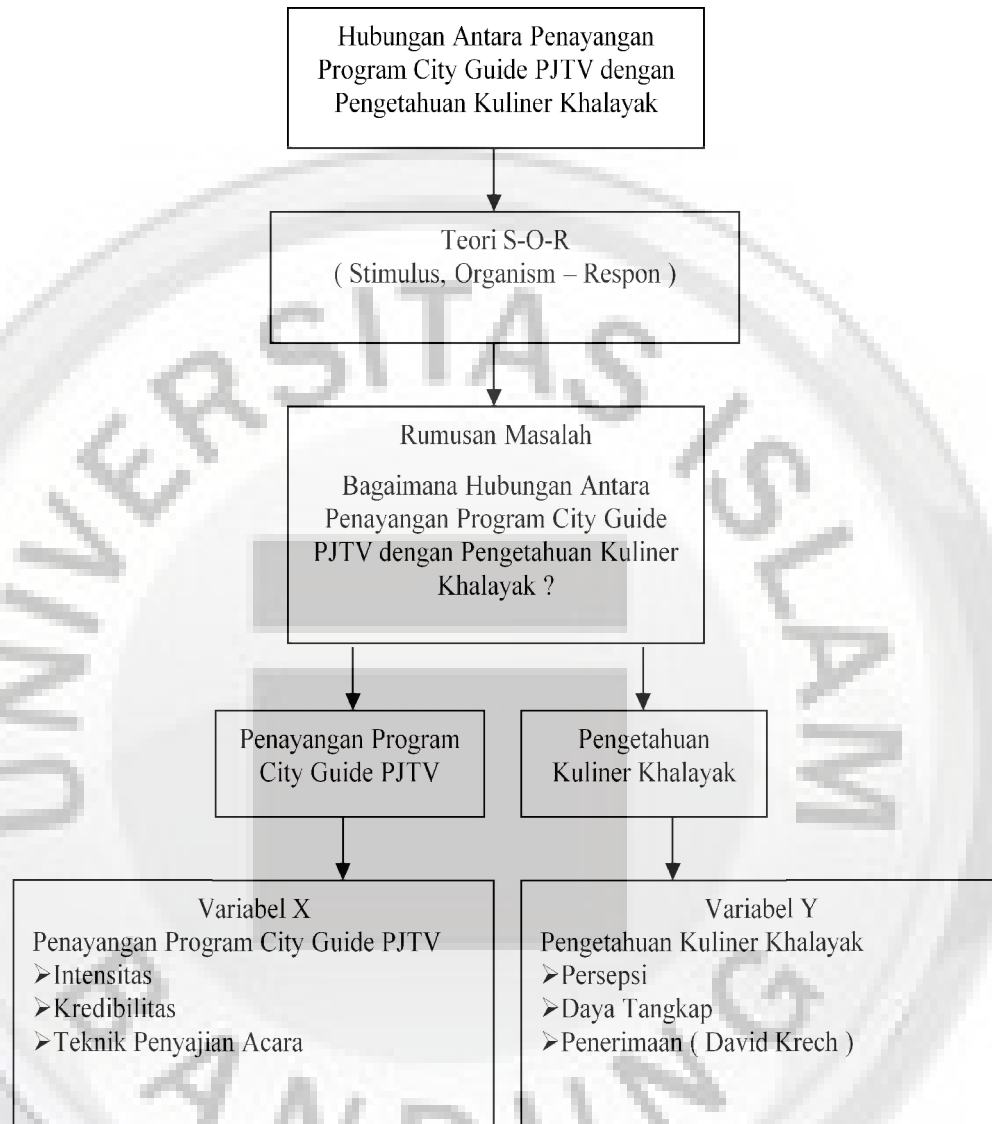 Hubungan Antara Penayangan
Program City Guide PJTV dengan
Pengetahuan Kuliner Khalayak
Teori S-O-R
( Stimulus, Organism – Respon )
Rumusan Masalah
Bagaimana Hubungan Antara
Penayangan Program City Guide
PJTV dengan Pengetahuan Kuliner
Khalayak ?
Penayangan Program
City Guide PJTV
Pengetahuan
Kuliner Khalayak
Variabel X
Penayangan Program City Guide PJTV
➢Intensitas
➢Kredibilitas
➢Teknik Penyajian Acara
Variabel Y
Pengetahuan Kuliner Khalayak
➢Persepsi
➢Daya Tangkap
➢Penerimaan ( David Krech )
UNIVERSITAS ISLAM
BANDUNG